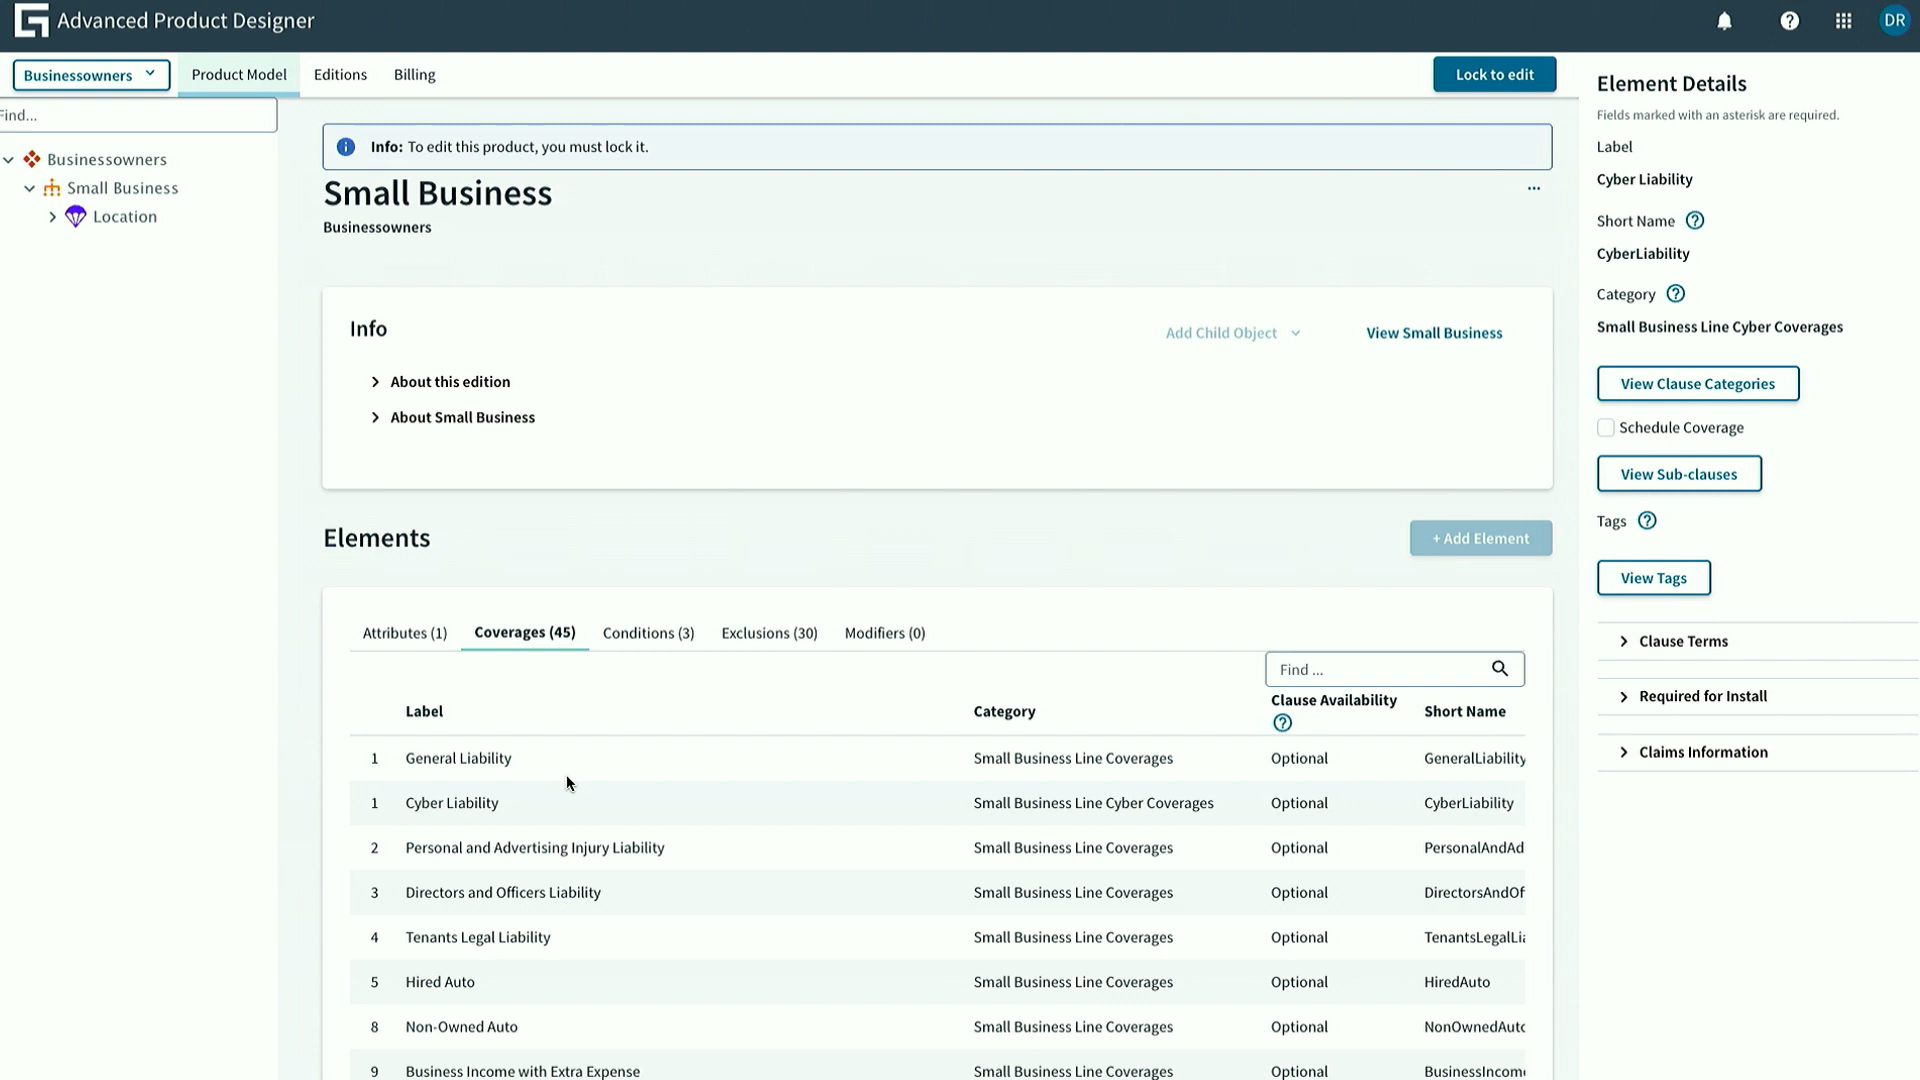 Advanced Product Designer
DR
Businessowners
Product Model
Editions
Billing
Lock to edit
Find...
Businessowners
Small Business
Location
Info: To edit this product, you must lock it.
Small Business
...
Businessowners
Info
Add Child Object
View Small Business
About this edition
About Small Business
Elements
+ Add Element
Attributes (1)
Coverages (45)
Conditions (3)
Exclusions (30)
Modifiers (0)
Find ...
Label Category Clause Availability Short Name
1 General Liability Small Business Line Coverages Optional GeneralLiability
1 Cyber Liability Small Business Line Cyber Coverages Optional CyberLiability
2 Personal and Advertising Injury Liability Small Business Line Coverages Optional PersonalAndAd
3 Directors and Officers Liability Small Business Line Coverages Optional DirectorsAndOf
4 Tenants Legal Liability Small Business Line Coverages Optional TenantsLegalLia
5 Hired Auto Small Business Line Coverages Optional HiredAuto
8 Non-Owned Auto Small Business Line Coverages Optional NonOwnedAuto
9 Business Income with Extra Expense Small Business Line Coverages Optional BusinessIncom
Element Details
Fields marked with an asterisk are required.
Label
Cyber Liability
Short Name
CyberLiability
Category
Small Business Line Cyber Coverages
View Clause Categories
Schedule Coverage
View Sub-clauses
Tags
View Tags
Clause Terms
Required for Install
Claims Information